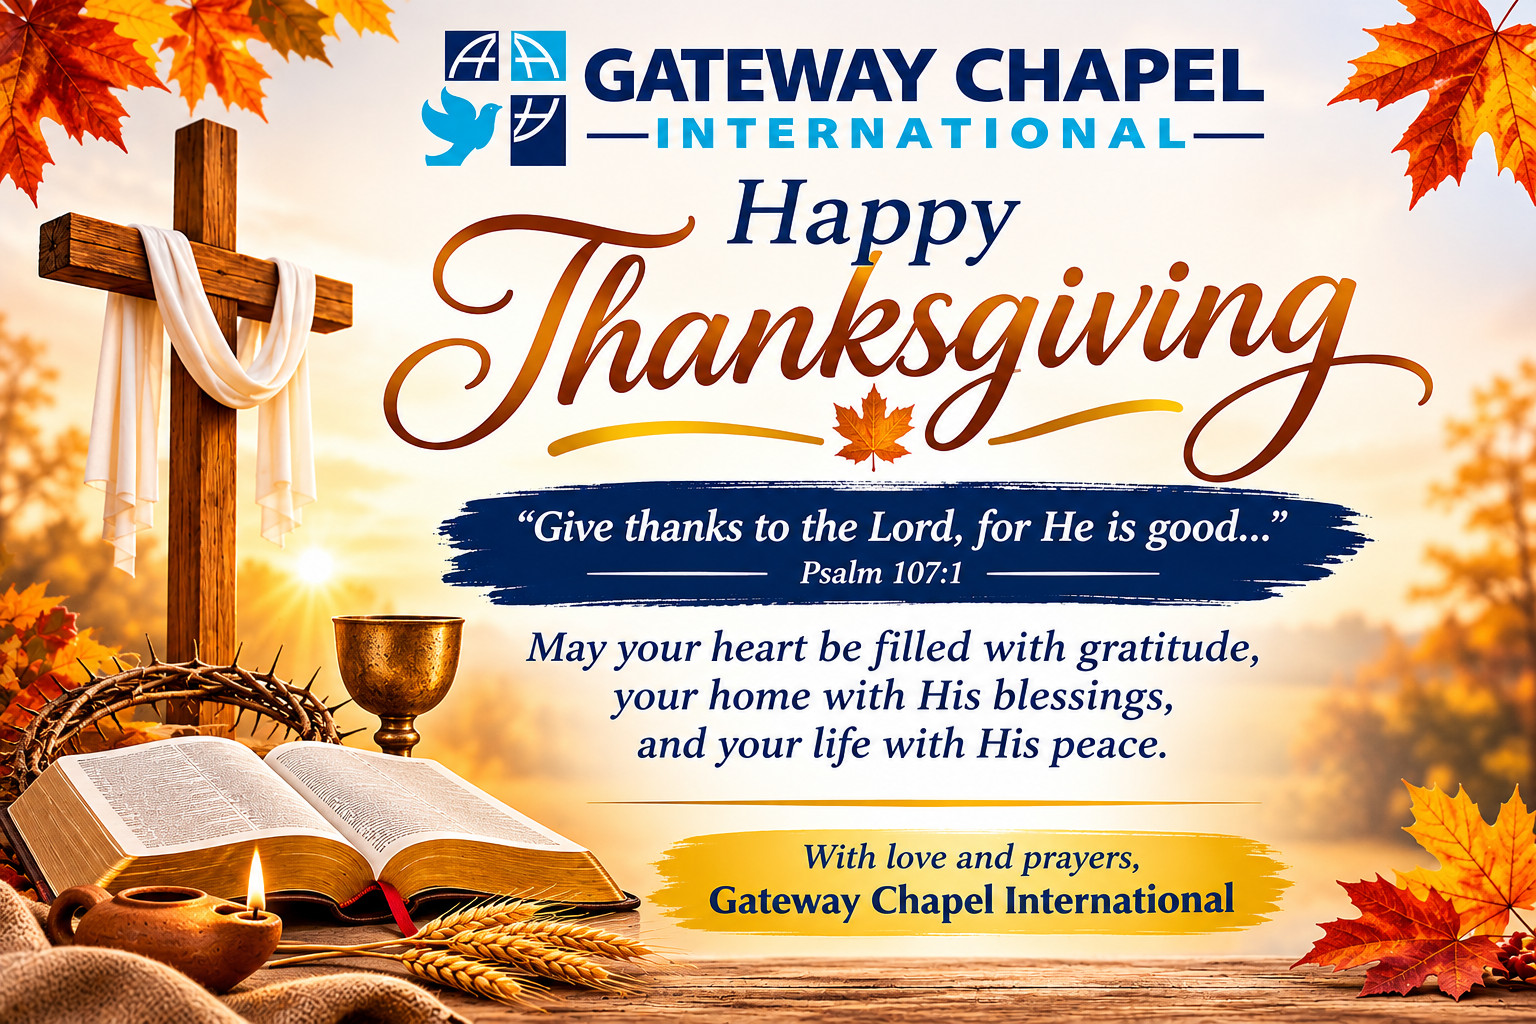 GATEWAY CHAPEL
INTERNATIONAL
Happy
Thanksgiving
“Give thanks to the Lord, for He is good...”
Psalm 107:1
May your heart be filled with gratitude,
your home with His blessings,
and your life with His peace.
With love and prayers,
Gateway Chapel International